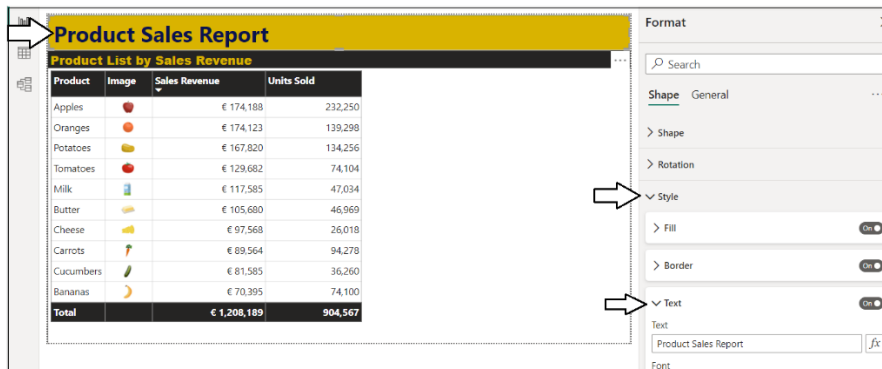 Product Sales Report
Product List by Sales Revenue
Product Image Sales Revenue Units Sold
Apples € 174,188 232,250
Oranges € 174,123 139,298
Potatoes € 167,820 134,256
Tomatoes € 129,682 74,104
Milk € 117,585 47,034
Butter € 105,680 46,969
Cheese € 97,568 26,018
Carrots € 89,564 94,278
Cucumbers € 81,585 36,260
Bananas € 70,395 74,100
Total € 1,208,189 904,567
Format
Search
Shape General
Shape
Rotation
Style
Fill On
Border On
Text On
Text
Product Sales Report fx
Font